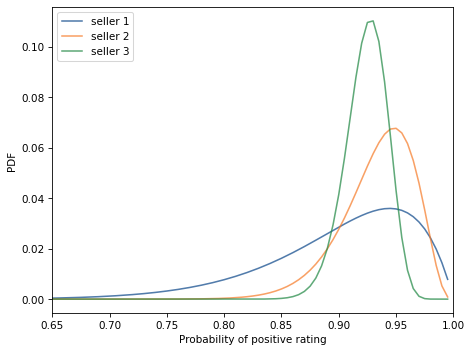 seller 1
seller 2
seller 3
PDF
0.10
0.08
0.06
0.04
0.02
0.00
0.65 0.70 0.75 0.80 0.85 0.90 0.95 1.00
Probability of positive rating